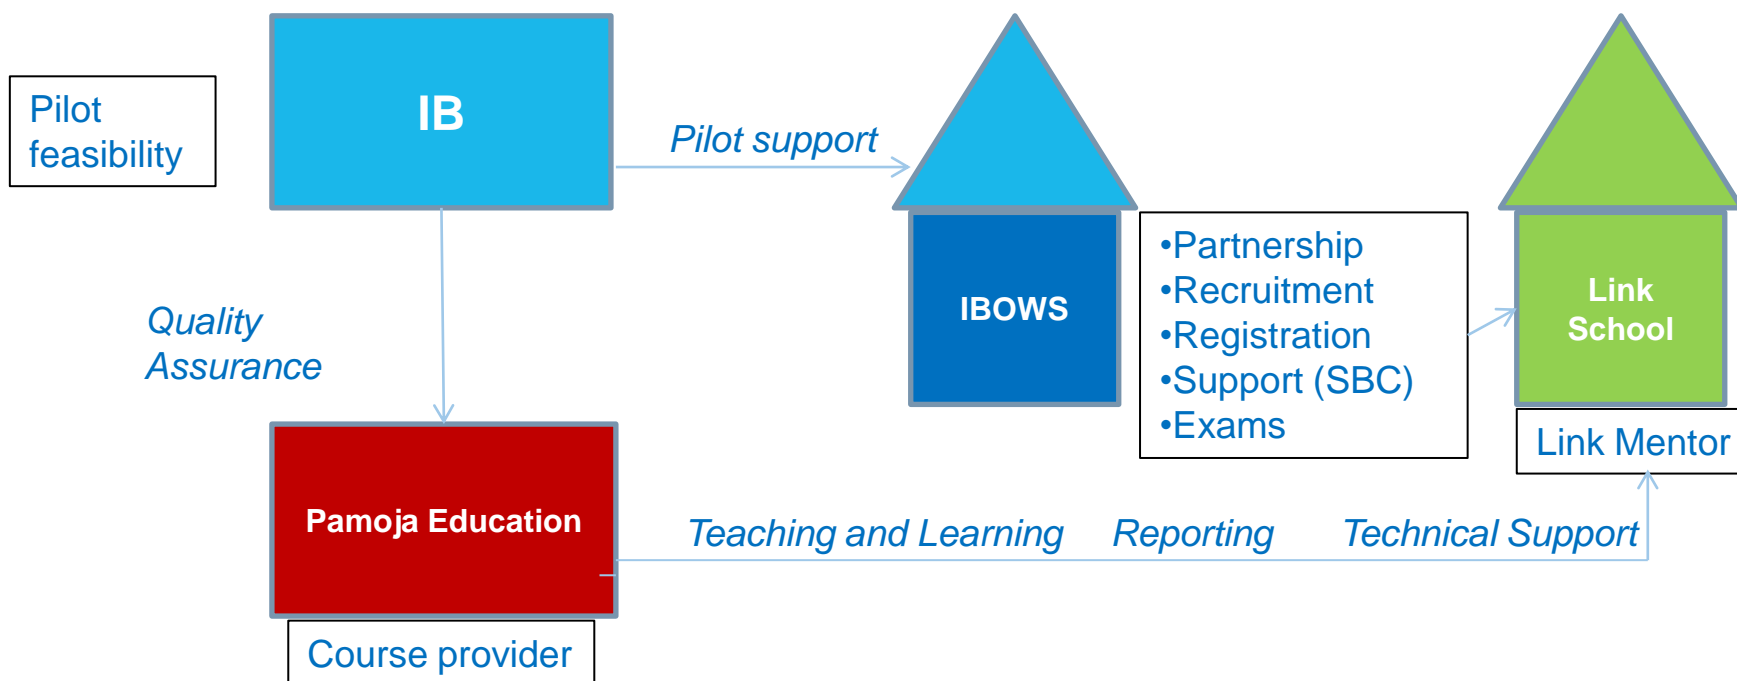 Pilot
feasibility
IB
Pilot support
•Partnership
•Recruitment
•Registration
•Support (SBC)
•Exams
IBOWS
Link
School
Link Mentor
Quality
Assurance
Pamoja Education
Teaching and Learning Reporting Technical Support
Course provider